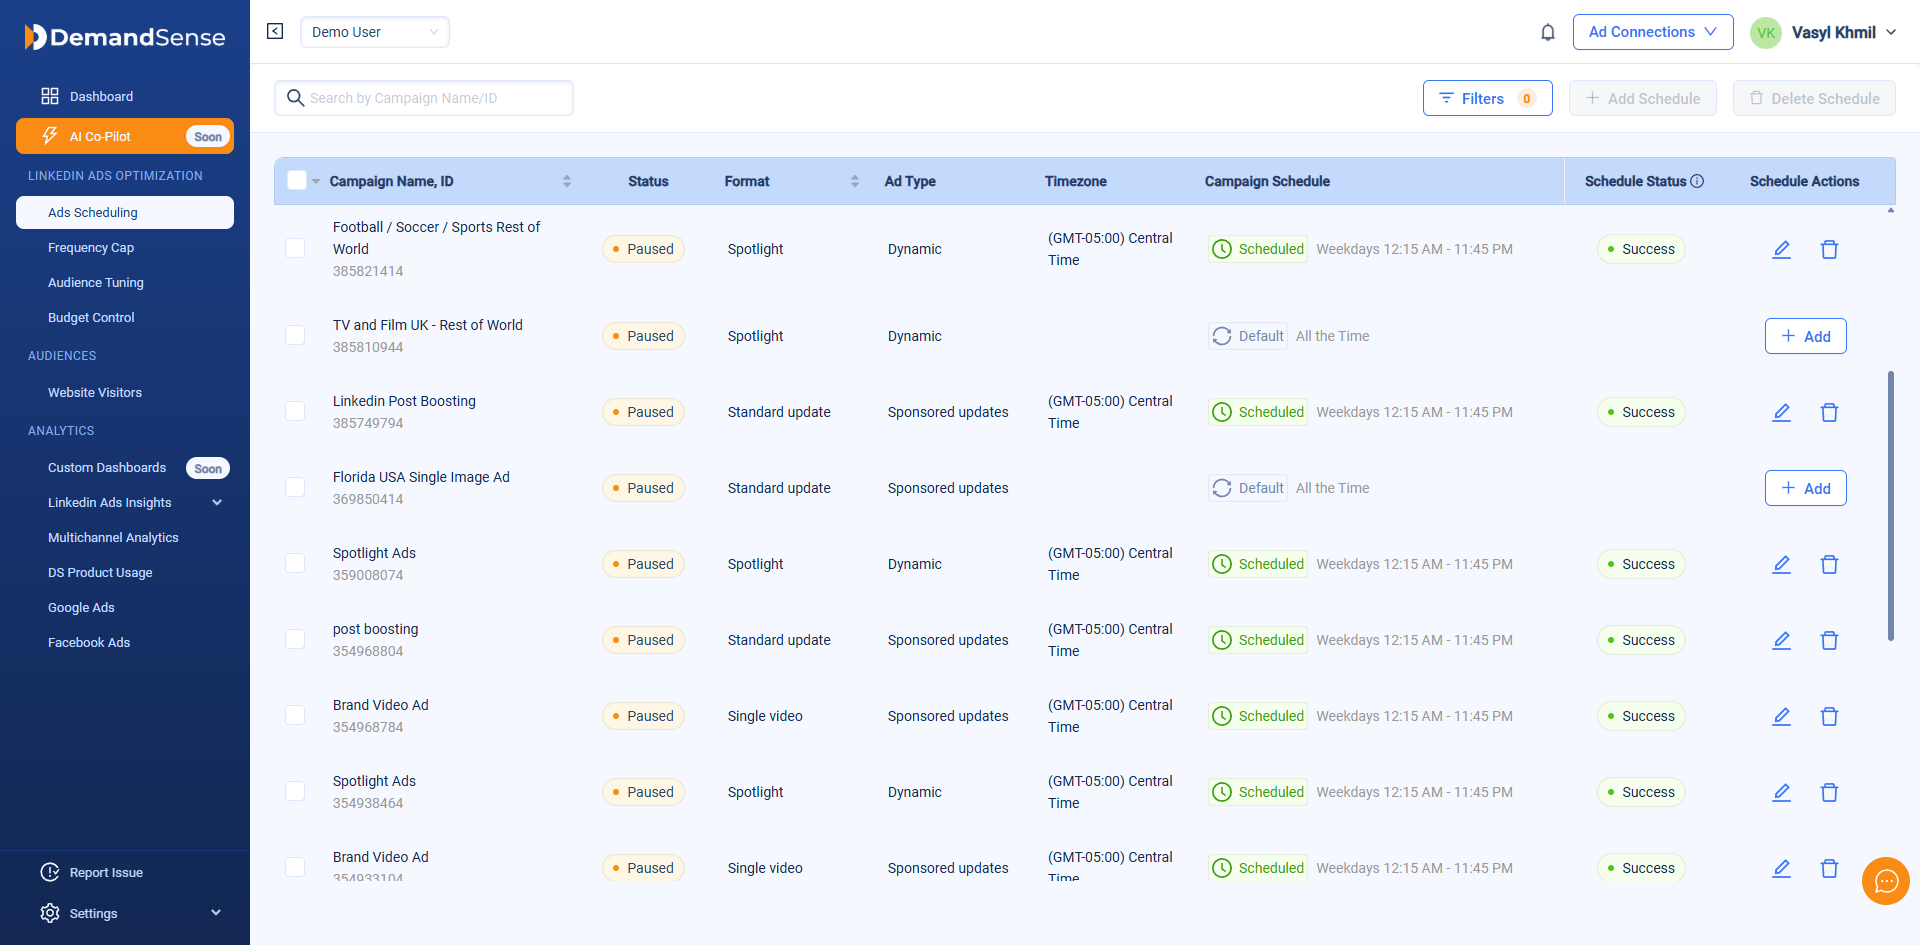 DemandSense
Demo User
Ad Connections
VK
Vasyl Khmil
Dashboard
AI Co-Pilot
Soon
LINKEDIN ADS OPTIMIZATION
Ads Scheduling
Frequency Cap
Audience Tuning
Budget Control
AUDIENCES
Website Visitors
ANALYTICS
Custom Dashboards
Soon
Linkedin Ads Insights
Multichannel Analytics
DS Product Usage
Google Ads
Facebook Ads
Report Issue
Settings
Search by Campaign Name/ID
Filters 0
Add Schedule
Delete Schedule
Campaign Name, ID Status Format Ad Type Timezone Campaign Schedule Schedule Status Schedule Actions
Football / Soccer / Sports Rest of
World
385821414
Paused Spotlight Dynamic
(GMT-05:00) Central
Time
Scheduled Weekdays 12:15 AM - 11:45 PM Success
TV and Film UK - Rest of World
385810944
Paused Spotlight Dynamic Default All the Time Add
Linkedin Post Boosting
385749794
Paused Standard update Sponsored updates
(GMT-05:00) Central
Time
Scheduled Weekdays 12:15 AM - 11:45 PM Success
Florida USA Single Image Ad
369850414
Paused Standard update Sponsored updates Default All the Time Add
Spotlight Ads
359008074
Paused Spotlight Dynamic
(GMT-05:00) Central
Time
Scheduled Weekdays 12:15 AM - 11:45 PM Success
post boosting
354968804
Paused Standard update Sponsored updates
(GMT-05:00) Central
Time
Scheduled Weekdays 12:15 AM - 11:45 PM Success
Brand Video Ad
354968784
Paused Single video Sponsored updates
(GMT-05:00) Central
Time
Scheduled Weekdays 12:15 AM - 11:45 PM Success
Spotlight Ads
354938464
Paused Spotlight Dynamic
(GMT-05:00) Central
Time
Scheduled Weekdays 12:15 AM - 11:45 PM Success
Brand Video Ad
354933104
Paused Single video Sponsored updates
(GMT-05:00) Central
Time
Scheduled Weekdays 12:15 AM - 11:45 PM Success